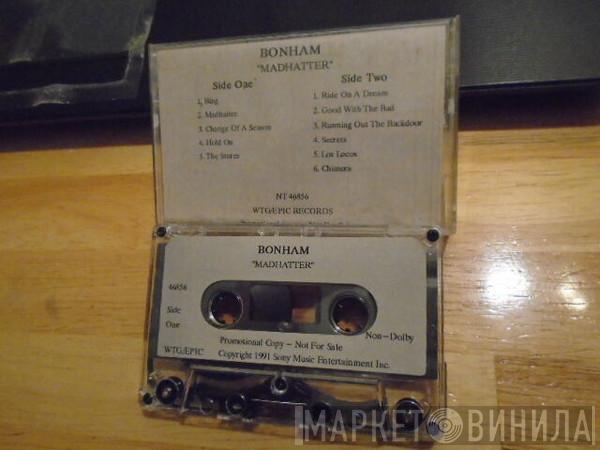 BONHAM
"MADHATTER"
Side One
1. Bing
2. Madhatter
3. Change Of A Season
4. Hold On
5. The Storm
Side Two
1. Ride On A Dream
2. Good With The Bad
3. Running Out The Backdoor
4. Secrets
5. Los Locos
6. Chimera
NT 46856
WTG/EPIC RECORDS
BONHAM
"MADHATTER"
46856
Side
One
Non-Dolby
Promotional Copy - Not For Sale
WTG/EPIC
Copyright 1991 Sony Music Entertainment Inc.
МАРКЕТ ВИНИЛА